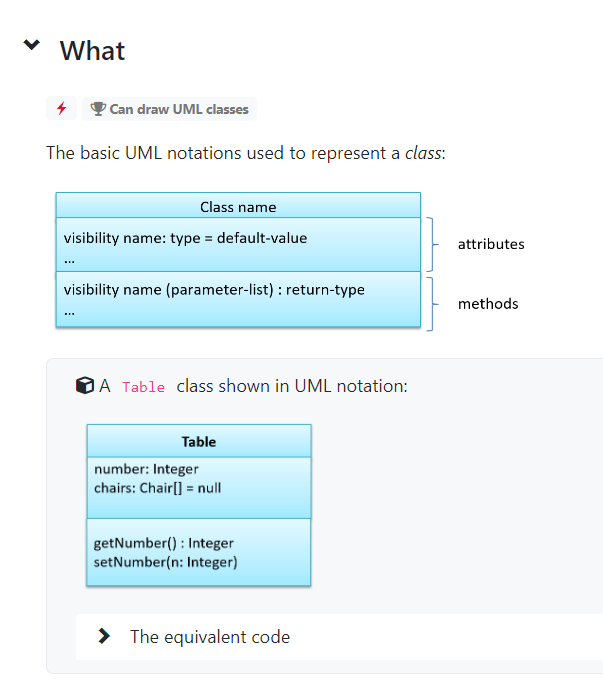 What
Can draw UML classes
The basic UML notations used to represent a class:
Class name
visibility name: type = default-value
...
attributes
visibility name (parameter-list) : return-type
...
methods
A Table class shown in UML notation:
Table
number: Integer
chairs: Chair[] = null
getNumber() : Integer
setNumber(n: Integer)
The equivalent code